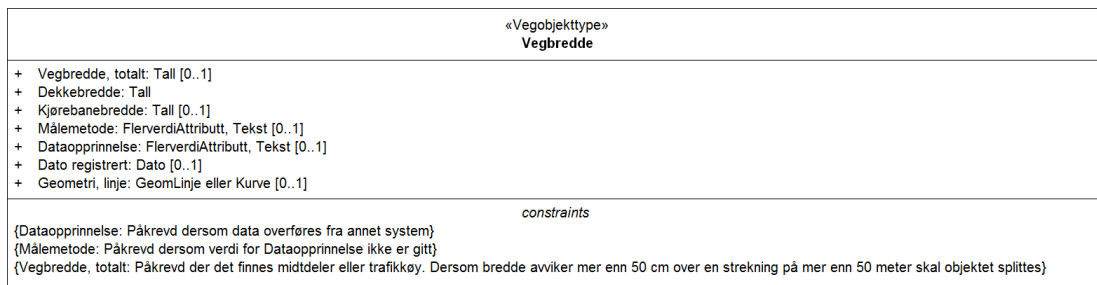 «Vegobjekttype»
Vegbredde
+ Vegbredde, totalt: Tall [0..1]
+ Dekkebredde: Tall
+ Kjørebanebredde: Tall [0..1]
+ Målemetode: FlerverdiAttributt, Tekst [0..1]
+ Dataopprinnelse: FlerverdiAttributt, Tekst [0..1]
+ Dato registrert: Dato [0..1]
+ Geometri, linje: GeomLinje eller Kurve [0..1]
constraints
{Dataopprinnelse: Påkrevd dersom data overføres fra annet system}
{Målemetode: Påkrevd dersom verdi for Dataopprinnelse ikke er gitt}
{Vegbredde, totalt: Påkrevd der det finnes midtdeler eller trafikkøy. Dersom bredde avviker mer enn 50 cm over en strekning på mer enn 50 meter skal objektet splittes}